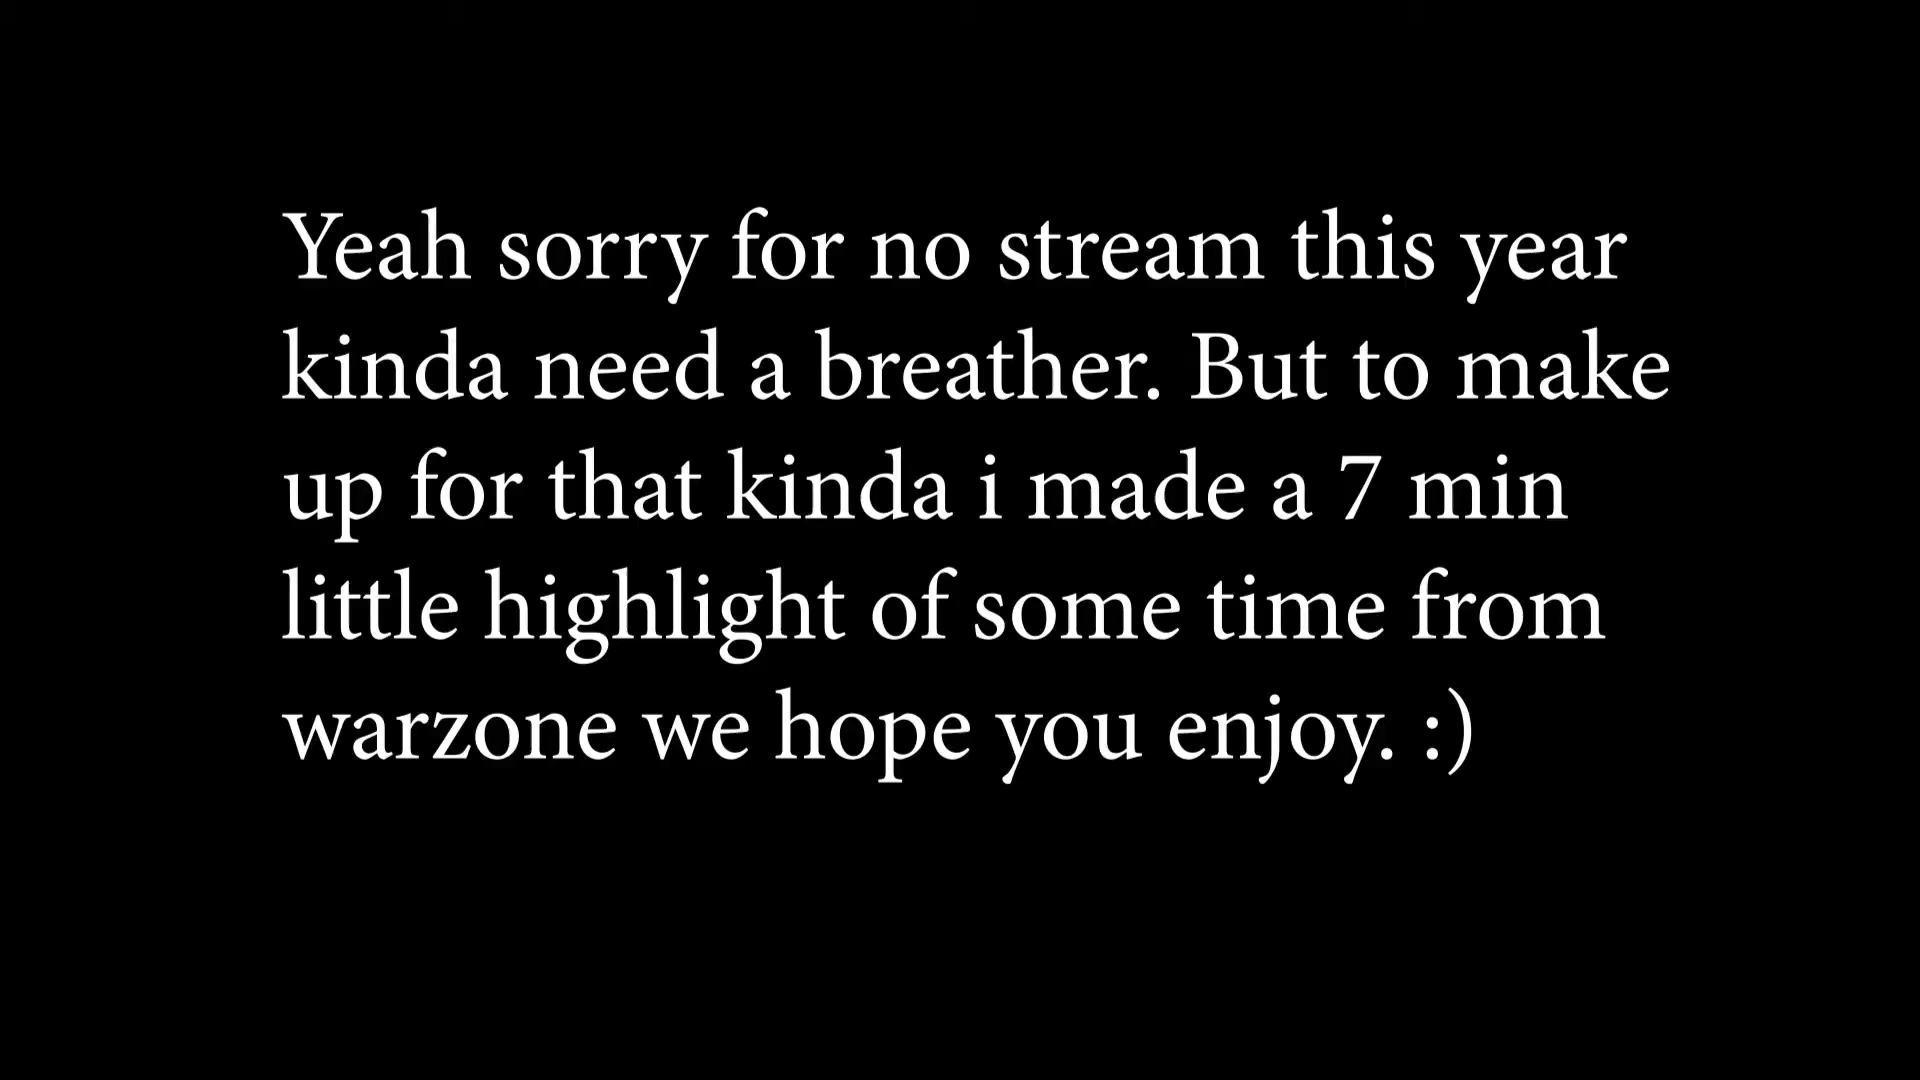 Yeah sorry for no stream this year
kinda need a breather. But to make
up for that kinda i made a 7 min
little highlight of some time from
warzone we hope you enjoy. :)